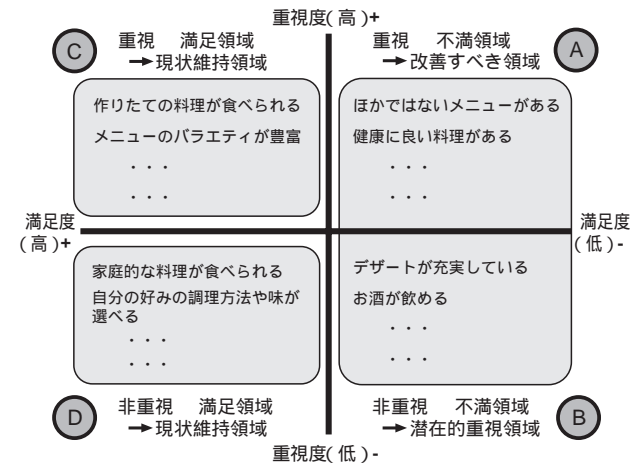 重視度(高)+
C
重視 満足領域
→現状維持領域
重視 不満領域
→改善すべき領域
A
作りたての料理が食べられる
メニューのバラエティが豊富
・・・
・・・
ほかではないメニューがある
健康に良い料理がある
・・・
・・・
満足度
(高)+
満足度
(低)-
家庭的な料理が食べられる
自分の好みの調理方法や味が
選べる
・・・
・・・
デザートが充実している
お酒が飲める
・・・
・・・
D
非重視 満足領域
→現状維持領域
非重視 不満領域
→潜在的重視領域
B
重視度(低)-